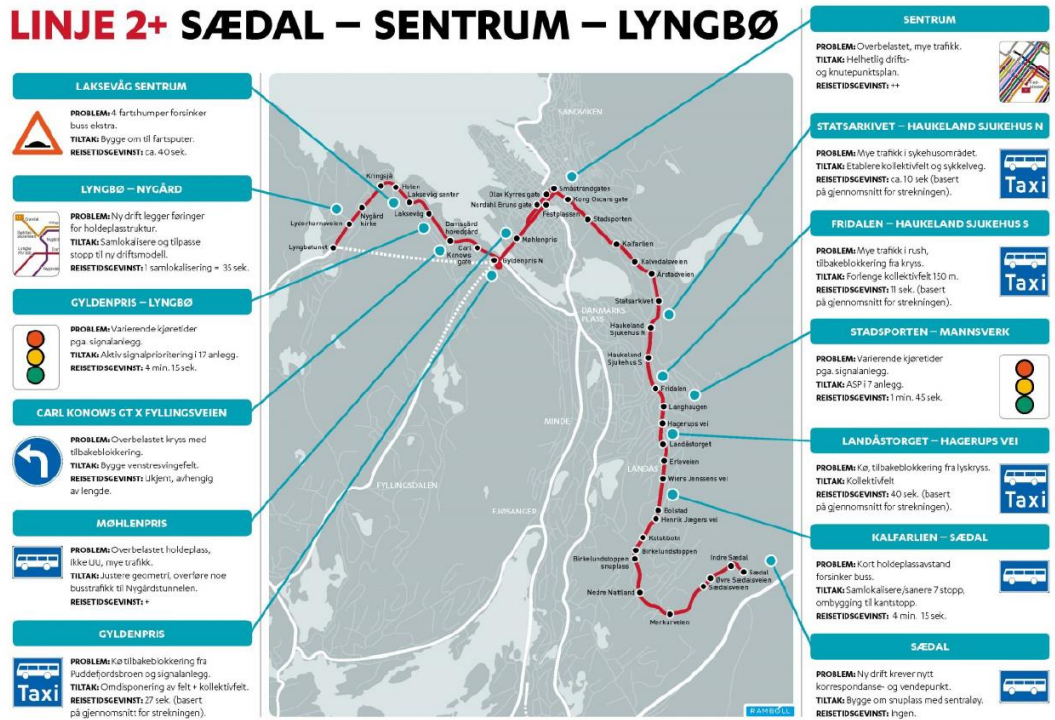 LINJE 2+ SÆDAL – SENTRUM – LYNGBØ
LAKSEVÅG SENTRUM
PROBLEM: 4 fartshumper forsinker
buss ekstra.
TILTAK: Bygge om til fartsputer.
REISETIDSGEVINST: ca. 40 sek.
LYNGBØ – NYGÅRD
PROBLEM: Ny drift legger føringer
for holdeplasstruktur.
TILTAK: Samlokalisere og tilpasse
stopp til ny driftsmodell.
REISETIDSGEVINST: 1 samlokalisering = 35 sek.
GYLDENPRIS – LYNGBØ
PROBLEM: Varierende kjøretider
pga. signalanlegg.
TILTAK: Aktiv signalprioritering i 17 anlegg.
REISETIDSGEVINST: 4 min. 15 sek.
CARL KONOWS GT X FYLLINGSVEIEN
PROBLEM: Overbelastet kryss med
tilbakeblokkering.
TILTAK: Bygge venstresvingefelt.
REISETIDSGEVINST: Ukjent, avhengig
av lengde.
MØHLENPRIS
PROBLEM: Overbelastet holdeplass,
Ikke UU, mye trafikk.
TILTAK: Justere geometri, overføre noe
busstrafikk til Nygårdstunnelen.
REISETIDSGEVINST: +
GYLDENPRIS
Taxi
PROBLEM: Kø tilbakeblokkering fra
Puddefjordsbroen og signalanlegg.
TILTAK: Omdisponering av felt + kollektivfelt.
REISETIDSGEVINST: 27 sek. (basert
på gjennomsnitt for strekningen).
SANDVIKEN
Kringsjå
Holen
Laksevåg senter
Nygård
kirke
Laksevåg
Lyderhornsveien
Damsgård
hovedgård
Lyngbøtunet
Carl
Konows
gate
Gyldenpris N
Møhlenpris
Olav Kyrres gate
Småstrandgaten
Nordahl Bruns gate
Kong Oscars gate
Festplassen
Stadsporten
Kalfarlien
Kalvedalsveien
Årstadveien
Statsarkivet
DANMARKS
PLASS
Haukeland
Sjukehus N
Haukeland
Sjukehus S
Fridalen
Langhaugen
MINDE
Hagerups vei
Landåstorget
Erleveien
LANDÅS
Wiers Jenssens vei
FYLLINGSDALEN
FJØSANGER
Bolstad
Henrik Jægers vei
Kolabotn
Birkelundstoppen
Birkelundstoppen
snuplass
Indre Sædal
Sædal
Øvre Sædalsveien
Sædalsveien
Nedre Nattland
Merkurveien
RAMBOLL
SENTRUM
PROBLEM: Overbelastet, mye trafikk.
TILTAK: Helhetlig drifts-
og knutepunktsplan.
REISETIDSGEVINST: ++
STATSARKIVET – HAUKELAND SJUKEHUS N
PROBLEM: Mye trafikk i sykehusområdet.
TILTAK: Etablere kollektivfelt og sykkelveg.
REISETIDSGEVINST: ca. 10 sek (basert
på gjennomsnitt for strekningen).
Taxi
FRIDALEN – HAUKELAND SJUKEHUS S
PROBLEM: Mye trafikk i rush,
tilbakeblokkering fra kryss.
TILTAK: Forlenge kollektivfelt 150 m.
REISETIDSGEVINST: 11 sek. (basert
på gjennomsnitt for strekningen).
Taxi
STADSPORTEN – MANNSVERK
PROBLEM: Varierende kjøretider
pga. signalanlegg.
TILTAK: ASP i 7 anlegg.
REISETIDSGEVINST: 1 min. 45 sek.
LANDÅSTORGET – HAGERUPS VEI
PROBLEM: Kø, tilbakeblokkering fra lyskryss.
TILTAK: Kollektivfelt
REISETIDSGEVINST: 40 sek. (basert
på gjennomsnitt for strekningen).
Taxi
KALFARLIEN – SÆDAL
PROBLEM: Kort holdeplassavstand
forsinker buss.
TILTAK: Samlokalisere/sanere 7 stopp,
ombygging til kantstopp.
REISETIDSGEVINST: 4 min. 15 sek.
SÆDAL
PROBLEM: Ny drift krever nytt
korrespondanse- og vendepunkt.
TILTAK: Bygge om snuplass med sentraløy.
REISETIDSGEVINST: Ingen.